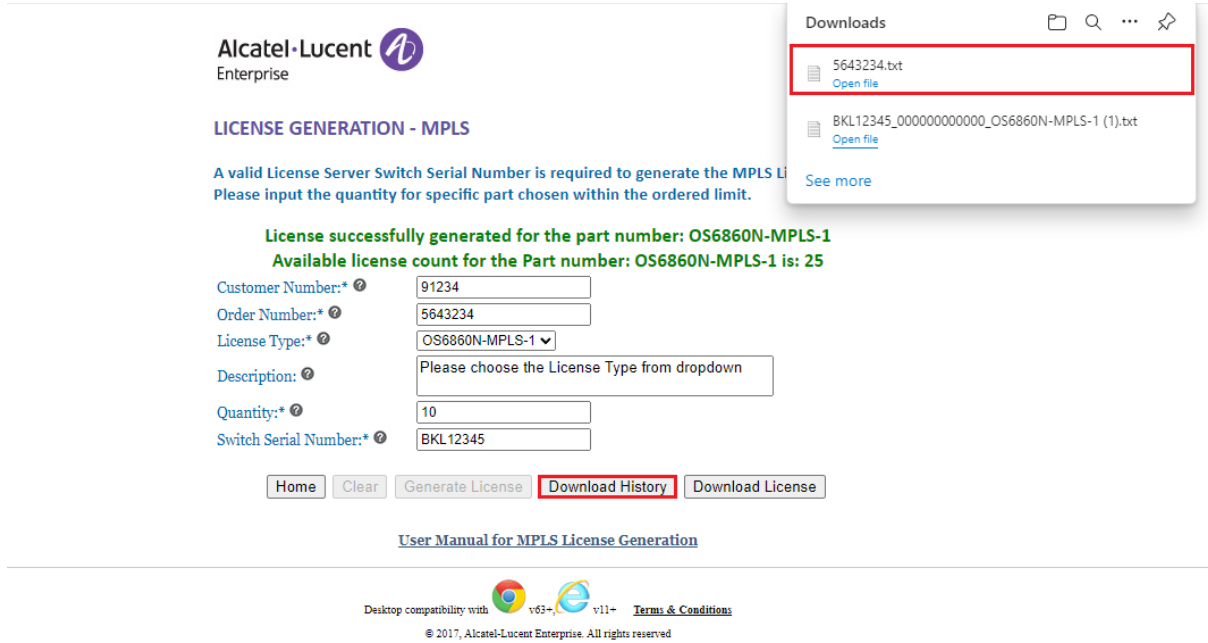 Alcatel·Lucent
Enterprise
Downloads
5643234.txt
Open file
BKL12345_000000000000_OS6860N-MPLS-1 (1).txt
Open file
See more
LICENSE GENERATION - MPLS
A valid License Server Switch Serial Number is required to generate the MPLS Li
Please input the quantity for specific part chosen within the ordered limit.
License successfully generated for the part number: OS6860N-MPLS-1
Available license count for the Part number: OS6860N-MPLS-1 is: 25
Customer Number:* ? 91234
Order Number:* ? 5643234
License Type:* ? OS6860N-MPLS-1
Description: ? Please choose the License Type from dropdown
Quantity:* ? 10
Switch Serial Number:* ? BKL12345
Home Clear Generate License Download History Download License
User Manual for MPLS License Generation
Desktop compatibility with v63+, v11+ Terms & Conditions
© 2017, Alcatel-Lucent Enterprise. All rights reserved